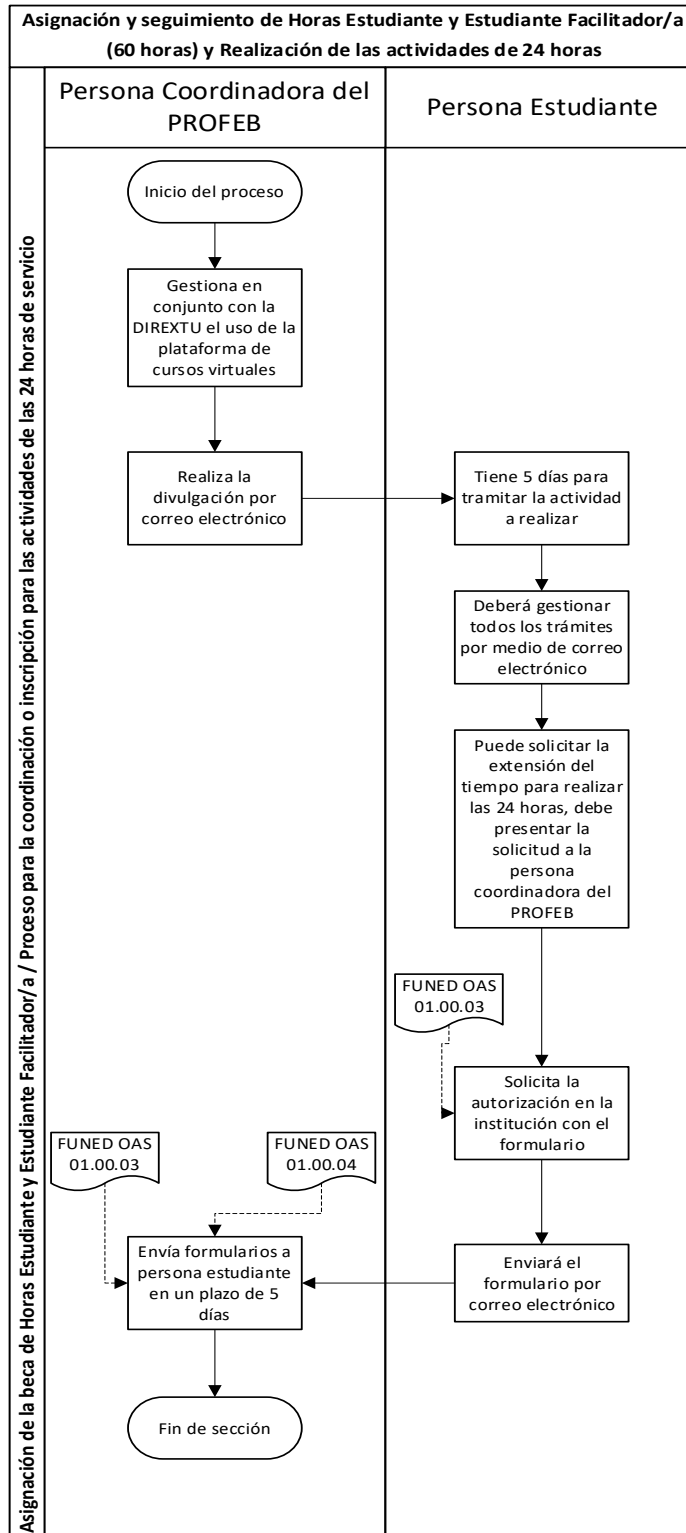 Asignación y seguimiento de Horas Estudiante y Estudiante Facilitador/a
(60 horas) y Realización de las actividades de 24 horas
Asignación de la beca de Horas Estudiante y Estudiante Facilitador/a / Proceso para la coordinación o inscripción para las actividades de las 24 horas de servicio
Persona Coordinadora del
PROFEB
Persona Estudiante
Inicio del proceso
Gestiona en
conjunto con la
DIREXTU el uso de la
plataforma de
cursos virtuales
Realiza la
divulgación por
correo electrónico
Tiene 5 días para
tramitar la actividad
a realizar
Deberá gestionar
todos los trámites
por medio de correo
electrónico
Puede solicitar la
extensión del
tiempo para realizar
las 24 horas, debe
presentar la
solicitud a la
persona
coordinadora del
PROFEB
FUNED OAS
01.00.03
Solicita la
autorización en la
institución con el
formulario
Enviará el
formulario por
correo electrónico
FUNED OAS
01.00.03
FUNED OAS
01.00.04
Envía formularios a
persona estudiante
en un plazo de 5
días
Fin de sección